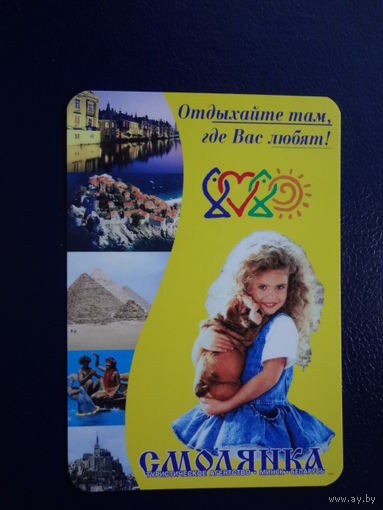 Отдыхайте там,
где Вас любят!
СМОЛЯНКА
ТУРИСТИЧЕСКОЕ АГЕНТСТВО • МИНСК • БЕЛАРУСЬ
www.ay.by